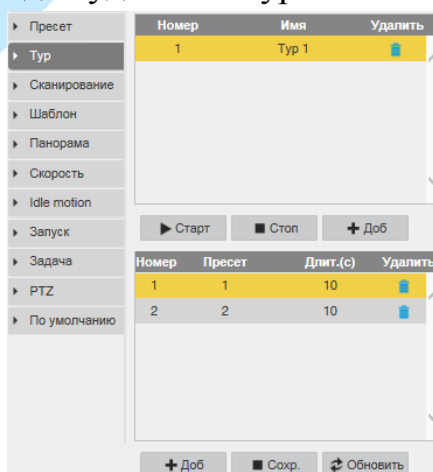 Пресет
Тур
Сканирование
Шаблон
Панорама
Скорость
Idle motion
Запуск
Задача
PTZ
По умолчанию
Номер Имя Удалить
1 Тур 1
Старт Стоп Доб
Номер Пресет Длит.(с) Удалить
1 1 10
2 2 10
Доб Сохр. Обновить